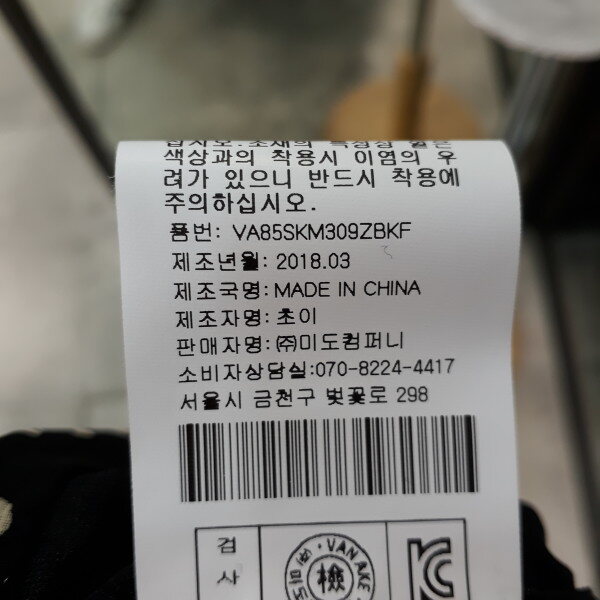 색상과의 착용시 이염의 우
려가 있으니 반드시 착용에
주의하십시오.
품번: VA85SKM309ZBKF
제조년월: 2018.03
제조국명: MADE IN CHINA
제조자명: 초이
판매자명: ㈜미도컴퍼니
소비자상담실:070-8224-4417
서울시 금천구 벚꽃로 298
검
사
VAN AKE
檢